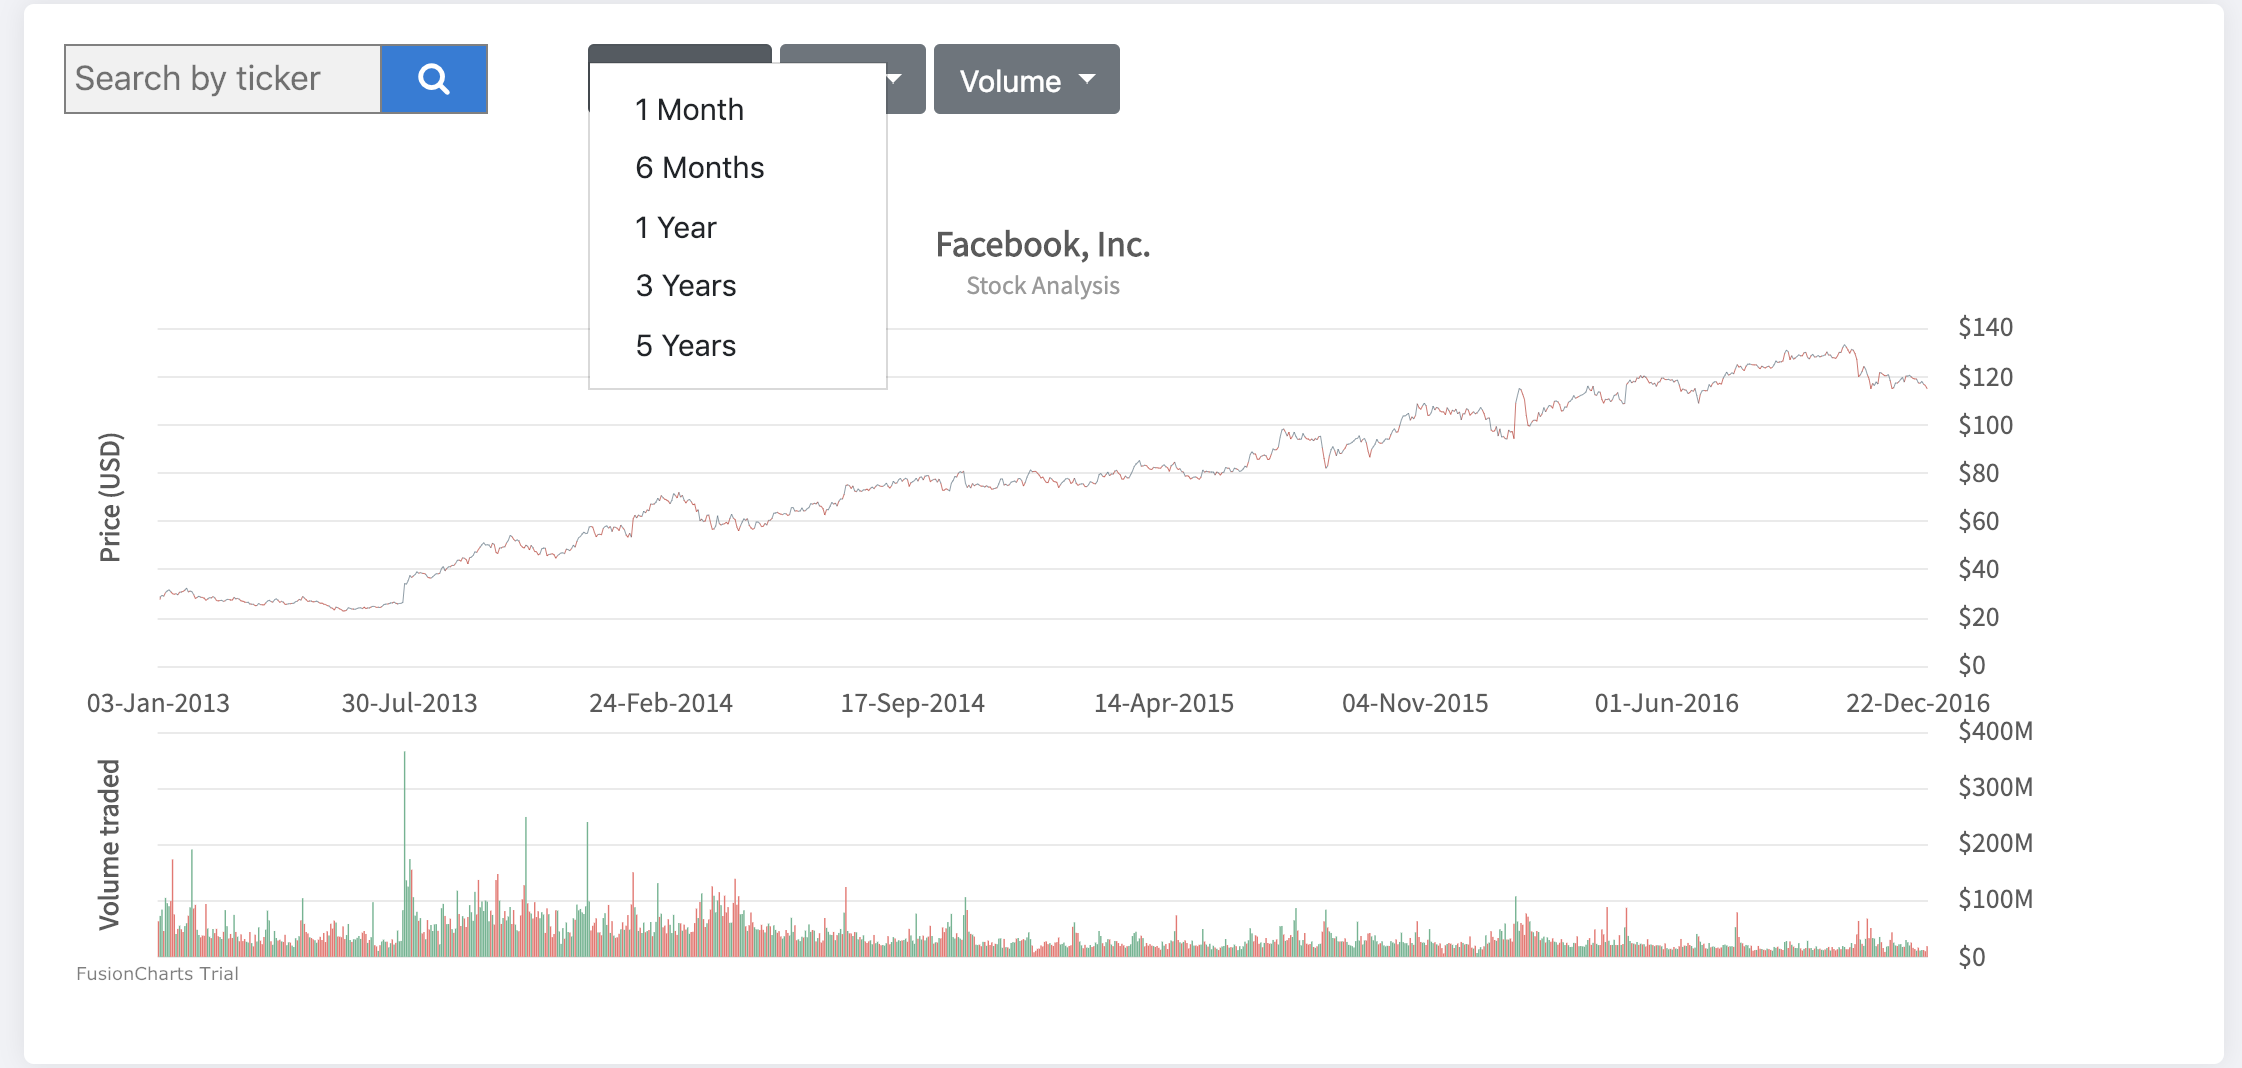 Search by ticker
Volume
1 Month
6 Months
1 Year
3 Years
5 Years
Facebook, Inc.
Stock Analysis
Price (USD)
$140
$120
$100
$80
$60
$40
$20
$0
03-Jan-2013 30-Jul-2013 24-Feb-2014 17-Sep-2014 14-Apr-2015 04-Nov-2015 01-Jun-2016 22-Dec-2016
Volume traded
$400M
$300M
$200M
$100M
$0
FusionCharts Trial